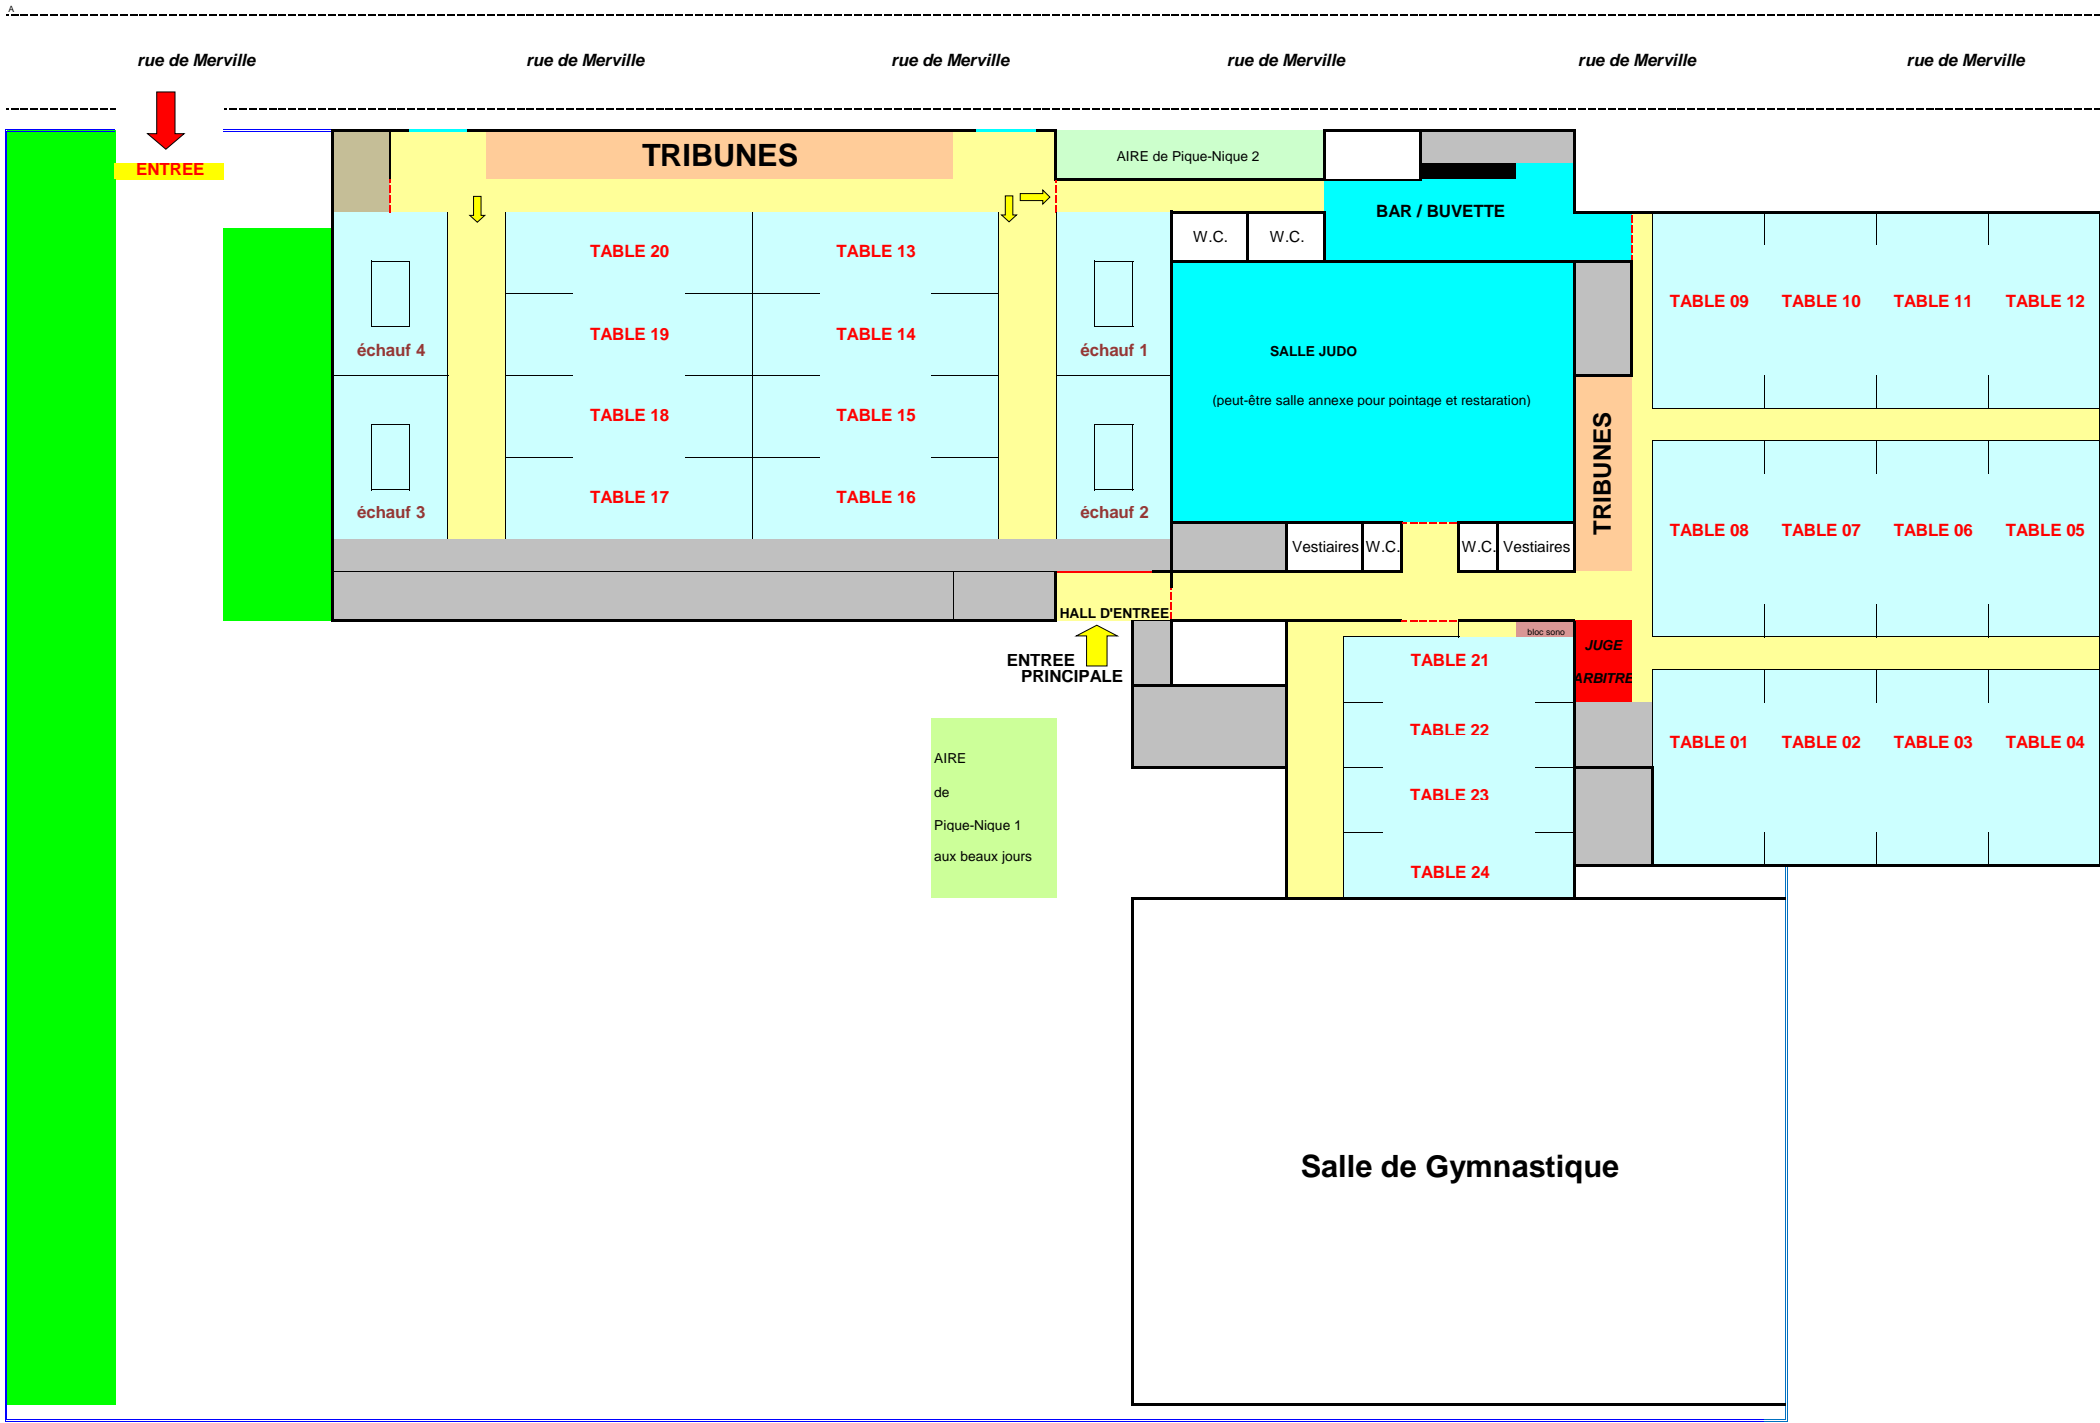 A
rue de Merville rue de Merville rue de Merville rue de Merville rue de Merville rue de Merville
ENTREE
TRIBUNES
AIRE de Pique-Nique 2
BAR / BUVETTE
W.C. W.C.
TABLE 20 TABLE 13
TABLE 19 TABLE 14
échauf 4
échauf 1
TABLE 18 TABLE 15
TABLE 17 TABLE 16
échauf 3
échauf 2
SALLE JUDO
(peut-être salle annexe pour pointage et restaration)
TRIBUNES
TABLE 09 TABLE 10 TABLE 11 TABLE 12
TABLE 08 TABLE 07 TABLE 06 TABLE 05
Vestiaires W.C. W.C. Vestiaires
HALL D'ENTREE
ENTREE
PRINCIPALE
bloc sono
JUGE
ARBITRE
TABLE 21
TABLE 22
TABLE 23
TABLE 24
TABLE 01 TABLE 02 TABLE 03 TABLE 04
AIRE
de
Pique-Nique 1
aux beaux jours
Salle de Gymnastique